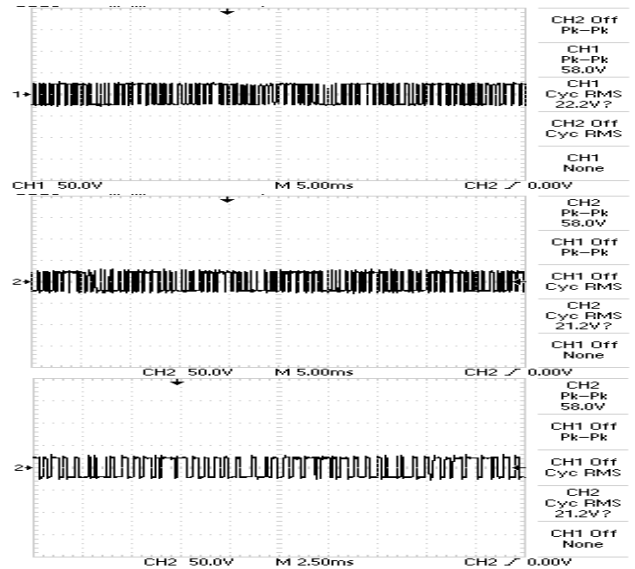 CH2 Off
Pk-Pk
CH1
Pk-Pk
58.0V
CH1
Cyc RMS
22.2V?
CH2 Off
Cyc RMS
CH1
None
1
CH1 50.0V M 5.00ms CH2 0.00V
CH2
Pk-Pk
58.0V
CH1 Off
Pk-Pk
CH1 Off
Cyc RMS
CH2
Cyc RMS
21.2V?
CH1 Off
None
2
CH2 50.0V M 5.00ms CH2 0.00V
CH2
Pk-Pk
58.0V
CH1 Off
Pk-Pk
CH1 Off
Cyc RMS
CH2
Cyc RMS
21.2V?
CH1 Off
None
2
CH2 50.0V M 2.50ms CH2 0.00V